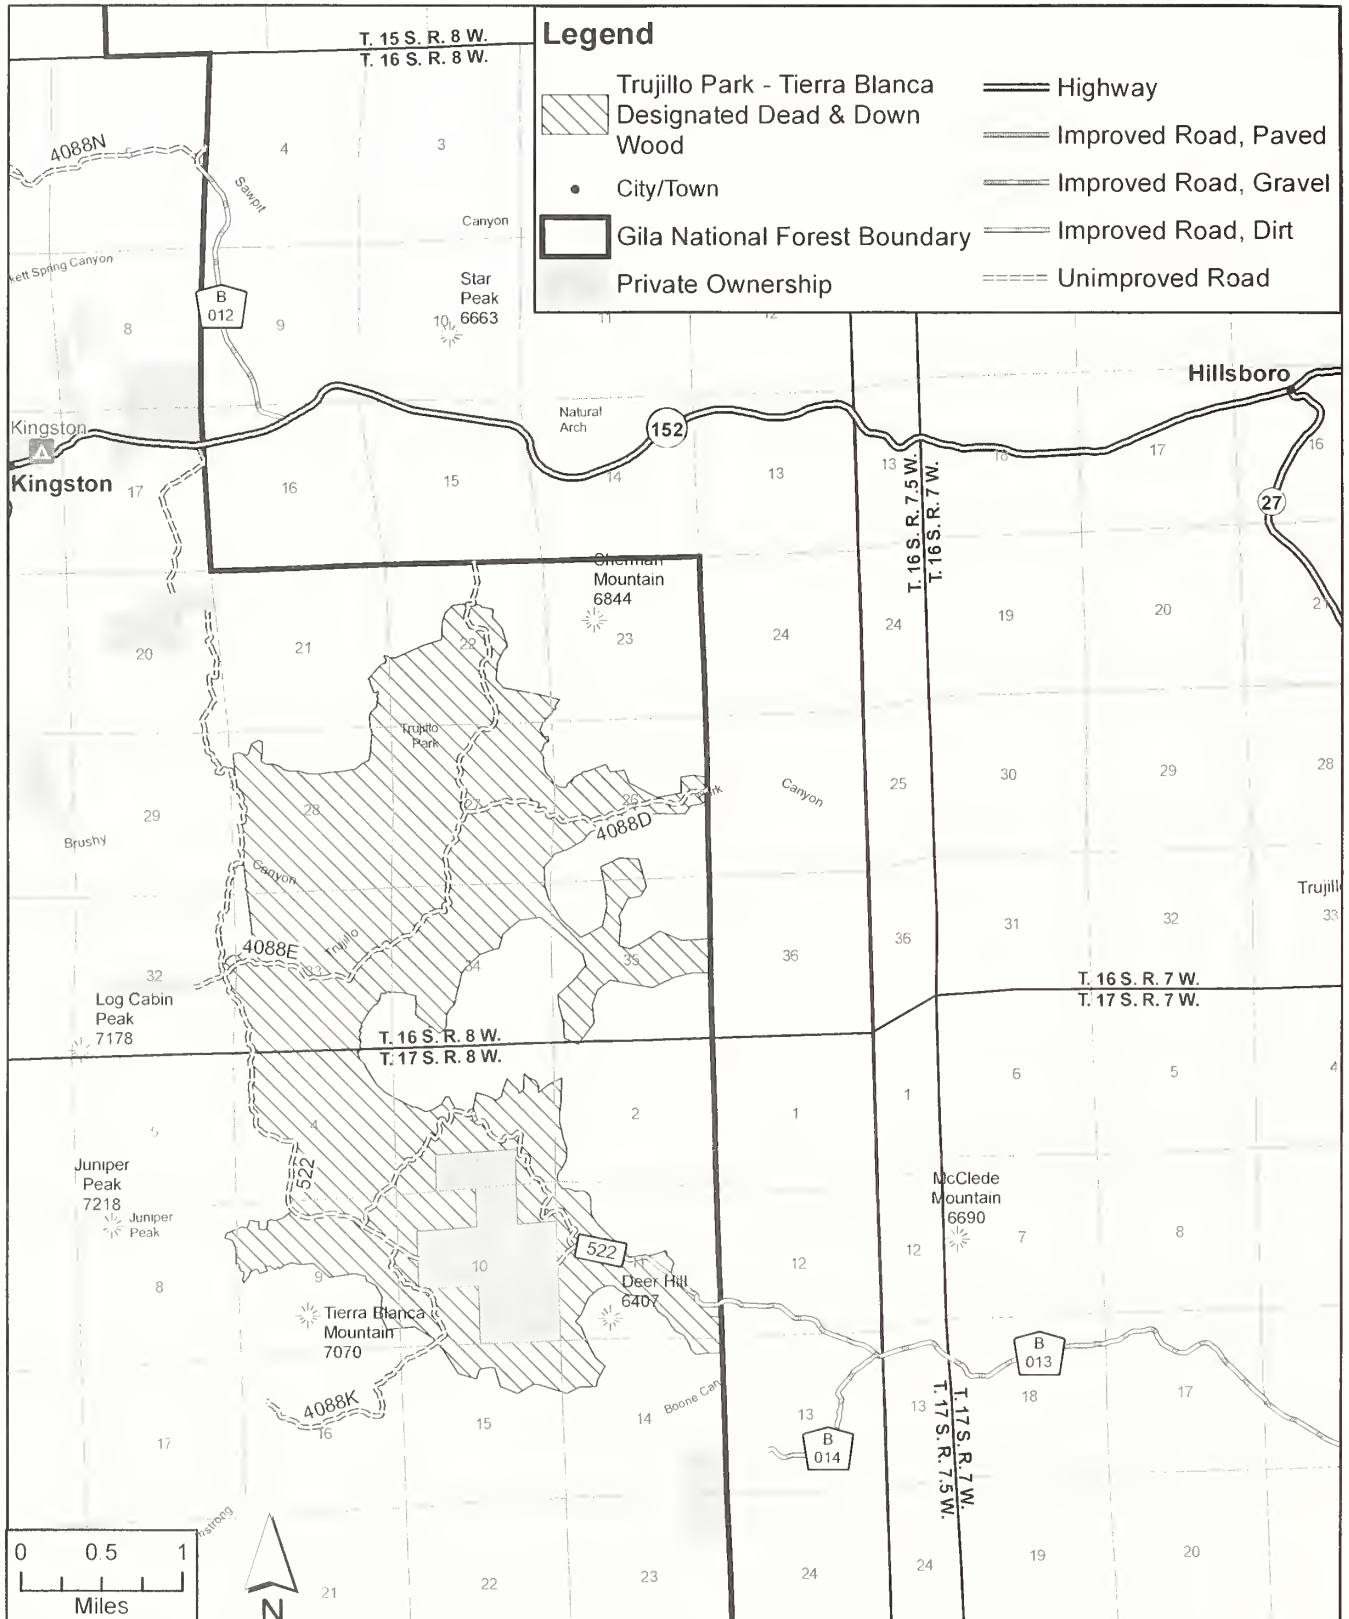 T. 15 S. R. 8 W.
T. 16 S. R. 8 W.
Legend
Trujillo Park - Tierra Blanca
Designated Dead & Down
Wood
City/Town
Gila National Forest Boundary
Private Ownership
Highway
Improved Road, Paved
Improved Road, Gravel
Improved Road, Dirt
Unimproved Road
4088N
4
3
Sawpit
Canyon
Spring Canyon
Star
Peak
6663
B
012
8
9
10
11
12
Hillsboro
Kingston
Kingston
Natural
Arch
152
17
16
15
14
13
13
18
17
16
27
T. 16 S. R. 7.5 W.
T. 16 S. R. 7 W.
Sherman
Mountain
6844
20
21
22
23
24
24
19
20
21
Trujillo
Park
29
28
27
26
Park
Canyon
25
30
29
28
Brushy
4088D
Canyon
Trujillo
4088E
32
33
34
35
36
36
31
32
33
Log Cabin
Peak
7178
T. 16 S. R. 7 W.
T. 17 S. R. 7 W.
T. 16 S. R. 8 W.
T. 17 S. R. 8 W.
5
4
2
1
1
6
5
4
522
Juniper
Peak
7218
Juniper
Peak
McClede
Mountain
6690
8
9
10
522
11
12
12
7
8
Deer Hill
6407
Tierra Blanca
Mountain
7070
B
013
4088K
Boone Can
17
16
15
14
13
13
18
17
B
014
T. 17 S. R. 7.5 W.
T. 17 S. R. 7 W.
21
22
23
24
24
19
20
0 0.5 1
Miles
N